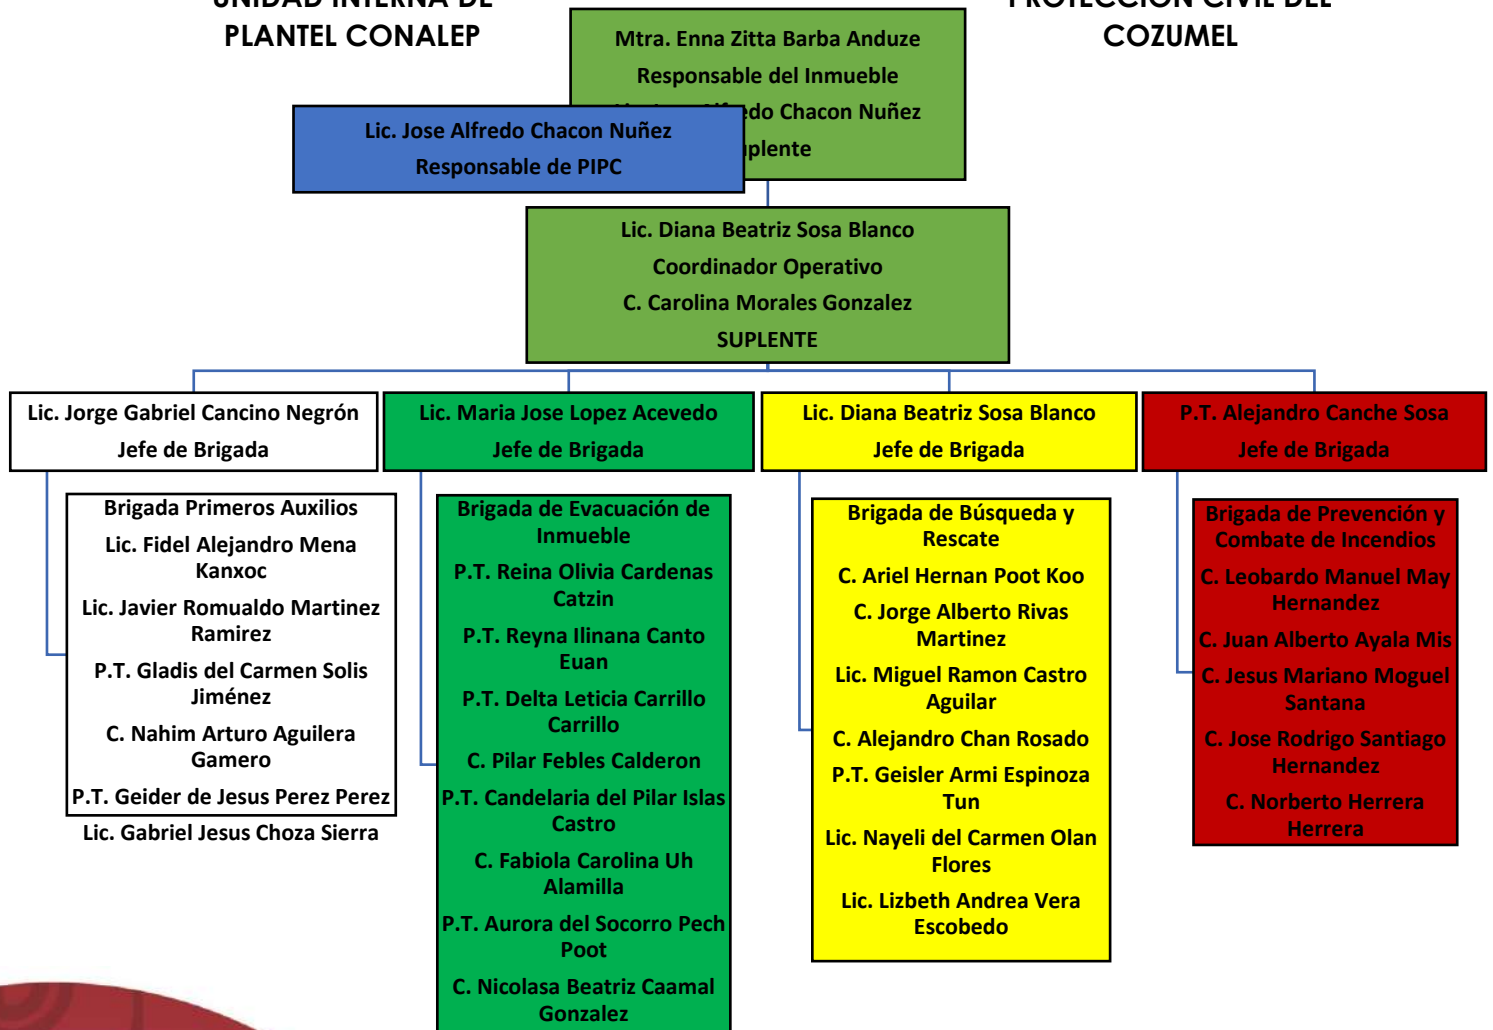 UNIDAD INTERNA DE
PLANTEL CONALEP
PROTECCION CIVIL DEL
COZUMEL
Mtra. Enna Zitta Barba Anduze
Responsable del Inmueble
edo Chacon Nuñez
uplente
Lic. Jose Alfredo Chacon Nuñez
Responsable de PIPC
Lic. Diana Beatriz Sosa Blanco
Coordinador Operativo
C. Carolina Morales Gonzalez
SUPLENTE
Lic. Jorge Gabriel Cancino Negrón
Jefe de Brigada
Lic. Maria Jose Lopez Acevedo
Jefe de Brigada
Lic. Diana Beatriz Sosa Blanco
Jefe de Brigada
P.T. Alejandro Canche Sosa
Jefe de Brigada
Brigada Primeros Auxilios
Lic. Fidel Alejandro Mena
Kanxoc
Lic. Javier Romualdo Martinez
Ramirez
P.T. Gladis del Carmen Solis
Jiménez
C. Nahim Arturo Aguilera
Gamero
P.T. Geider de Jesus Perez Perez
Lic. Gabriel Jesus Choza Sierra
Brigada de Evacuación de
Inmueble
P.T. Reina Olivia Cardenas
Catzin
P.T. Reyna Ilinana Canto
Euan
P.T. Delta Leticia Carrillo
Carrillo
C. Pilar Febles Calderon
P.T. Candelaria del Pilar Islas
Castro
C. Fabiola Carolina Uh
Alamilla
P.T. Aurora del Socorro Pech
Poot
C. Nicolasa Beatriz Caamal
Gonzalez
Brigada de Búsqueda y
Rescate
C. Ariel Hernan Poot Koo
C. Jorge Alberto Rivas
Martinez
Lic. Miguel Ramon Castro
Aguilar
C. Alejandro Chan Rosado
P.T. Geisler Armi Espinoza
Tun
Lic. Nayeli del Carmen Olan
Flores
Lic. Lizbeth Andrea Vera
Escobedo
Brigada de Prevención y
Combate de Incendios
C. Leobardo Manuel May
Hernandez
C. Juan Alberto Ayala Mis
C. Jesus Mariano Moguel
Santana
C. Jose Rodrigo Santiago
Hernandez
C. Norberto Herrera
Herrera